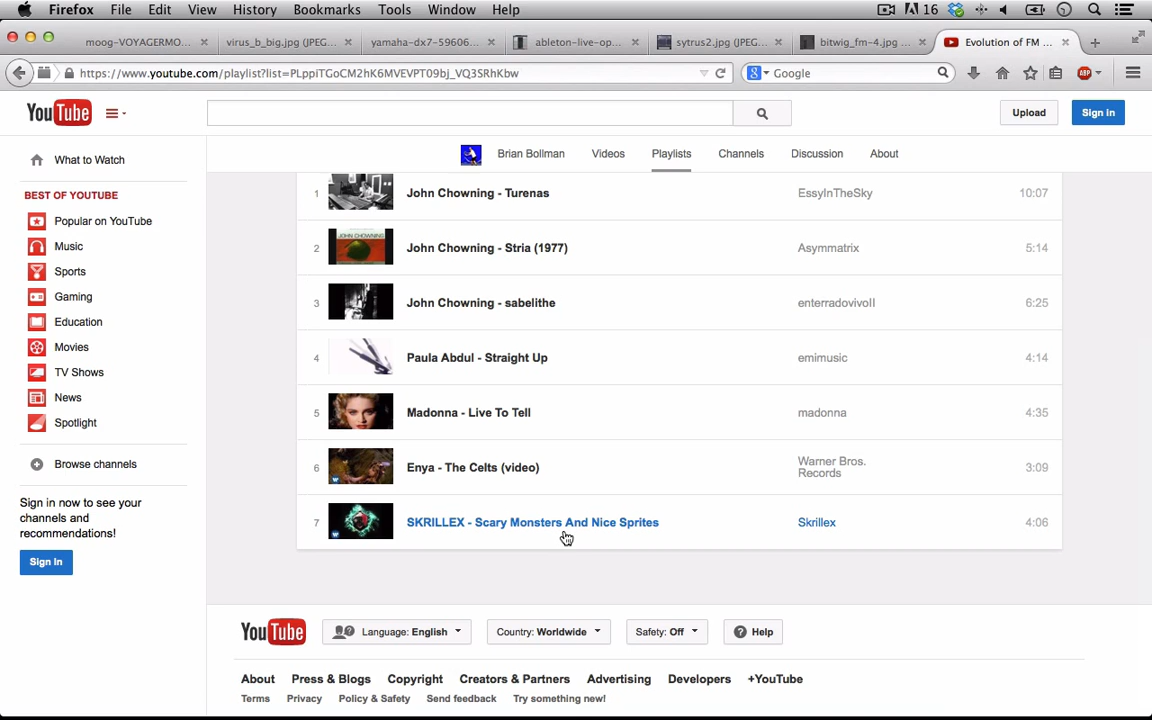 Firefox File Edit View History Bookmarks Tools Window Help 16
moog-VOYAGERMO... virus_b_big.jpg (JPEG... yamaha-dx7-59606... ableton-live-op... sytrus2.jpg (JPEG ... bitwig_fm-4.jpg ... Evolution of FM ...
https://www.youtube.com/playlist?list=PLppiTGoCM2hK6MVEVPT09bj_VQ3SRhKbw Google ABP
YouTube Upload Sign in
Brian Bollman Videos Playlists Channels Discussion About
What to Watch
BEST OF YOUTUBE
Popular on YouTube
Music
Sports
Gaming
Education
Movies
TV Shows
News
Spotlight
Browse channels
Sign in now to see your
channels and
recommendations!
Sign In
1 John Chowning - Turenas EssyInTheSky 10:07
2 John Chowning - Stria (1977) Asymmatrix 5:14
3 John Chowning - sabelithe enterradovivoII 6:25
4 Paula Abdul - Straight Up emimusic 4:14
5 Madonna - Live To Tell madonna 4:35
6 Enya - The Celts (video) Warner Bros. Records 3:09
7 SKRILLEX - Scary Monsters And Nice Sprites Skrillex 4:06
YouTube Language: English Country: Worldwide Safety: Off Help
About Press & Blogs Copyright Creators & Partners Advertising Developers +YouTube
Terms Privacy Policy & Safety Send feedback Try something new!